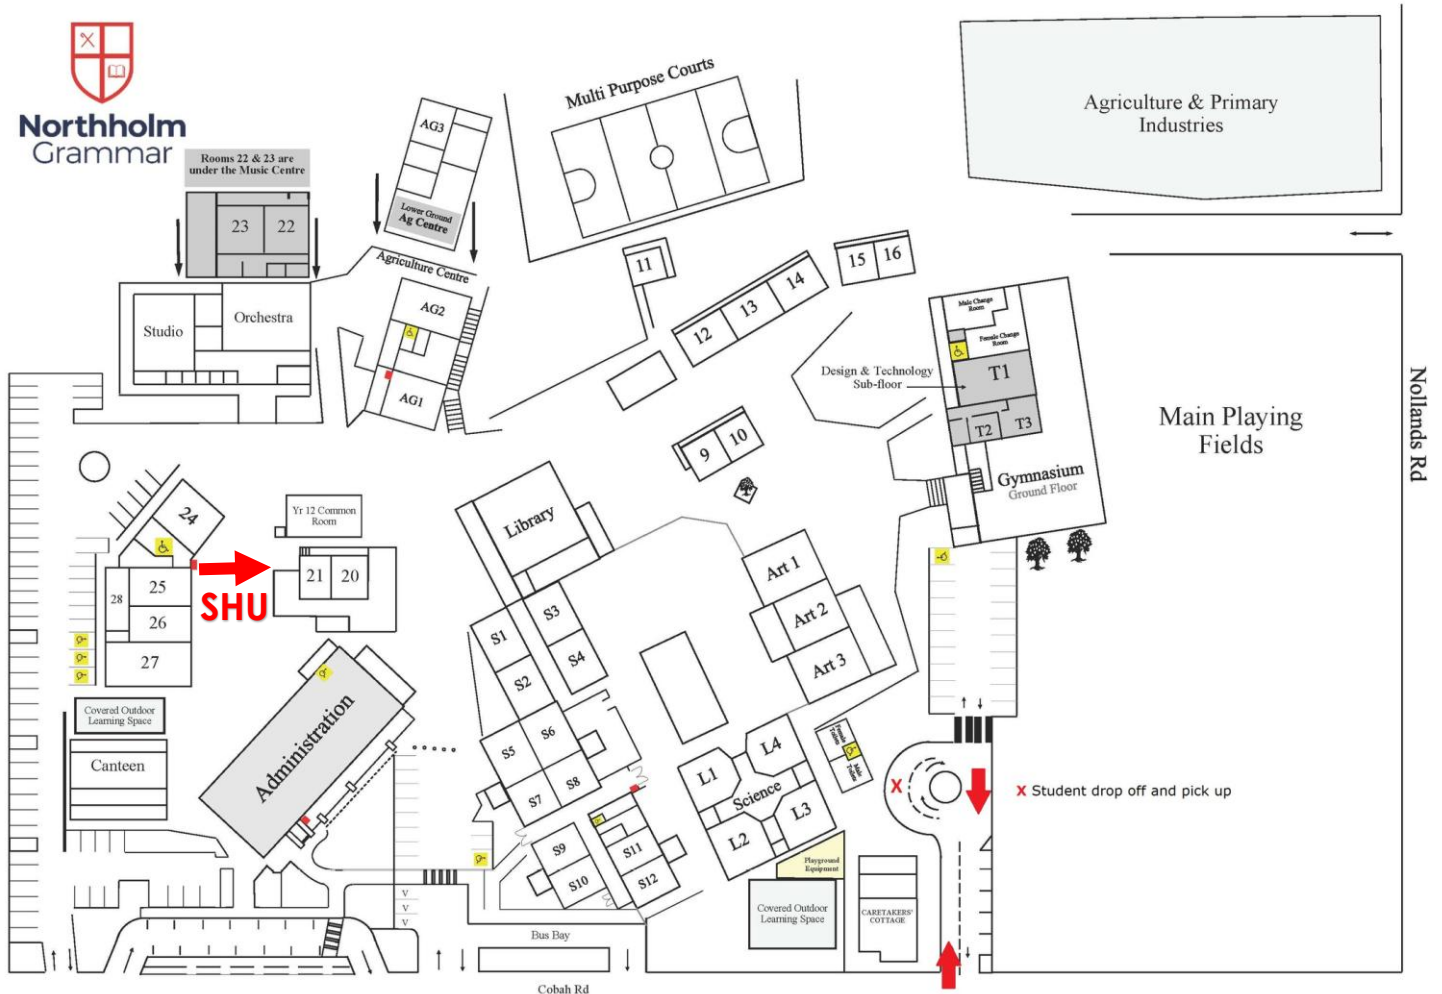 Northholm
Grammar
Rooms 22 & 23 are
under the Music Centre
23
22
AG3
Lower Ground
Ag Centre
Multi Purpose Courts
Agriculture & Primary
Industries
Agriculture Centre
AG2
AG1
Studio
Orchestra
11
12
13
14
15
16
Male Change
Room
Female Change
Room
Design & Technology
Sub-floor
T1
T2
T3
Gymnasium
Ground Floor
Main Playing
Fields
Nollands Rd
9
10
24
Yr 12 Common
Room
21
20
SHU
25
28
26
27
Library
S1
S3
S2
S4
S5
S6
S7
S8
S9
S10
S11
S12
Art 1
Art 2
Art 3
L1
L4
Science
L2
L3
Female
Toilets
Male
Toilets
Covered Outdoor
Learning Space
Canteen
Administration
X
X Student drop off and pick up
Playground
Equipment
Covered Outdoor
Learning Space
CARETAKERS'
COTTAGE
V
V
V
Bus Bay
Cobah Rd